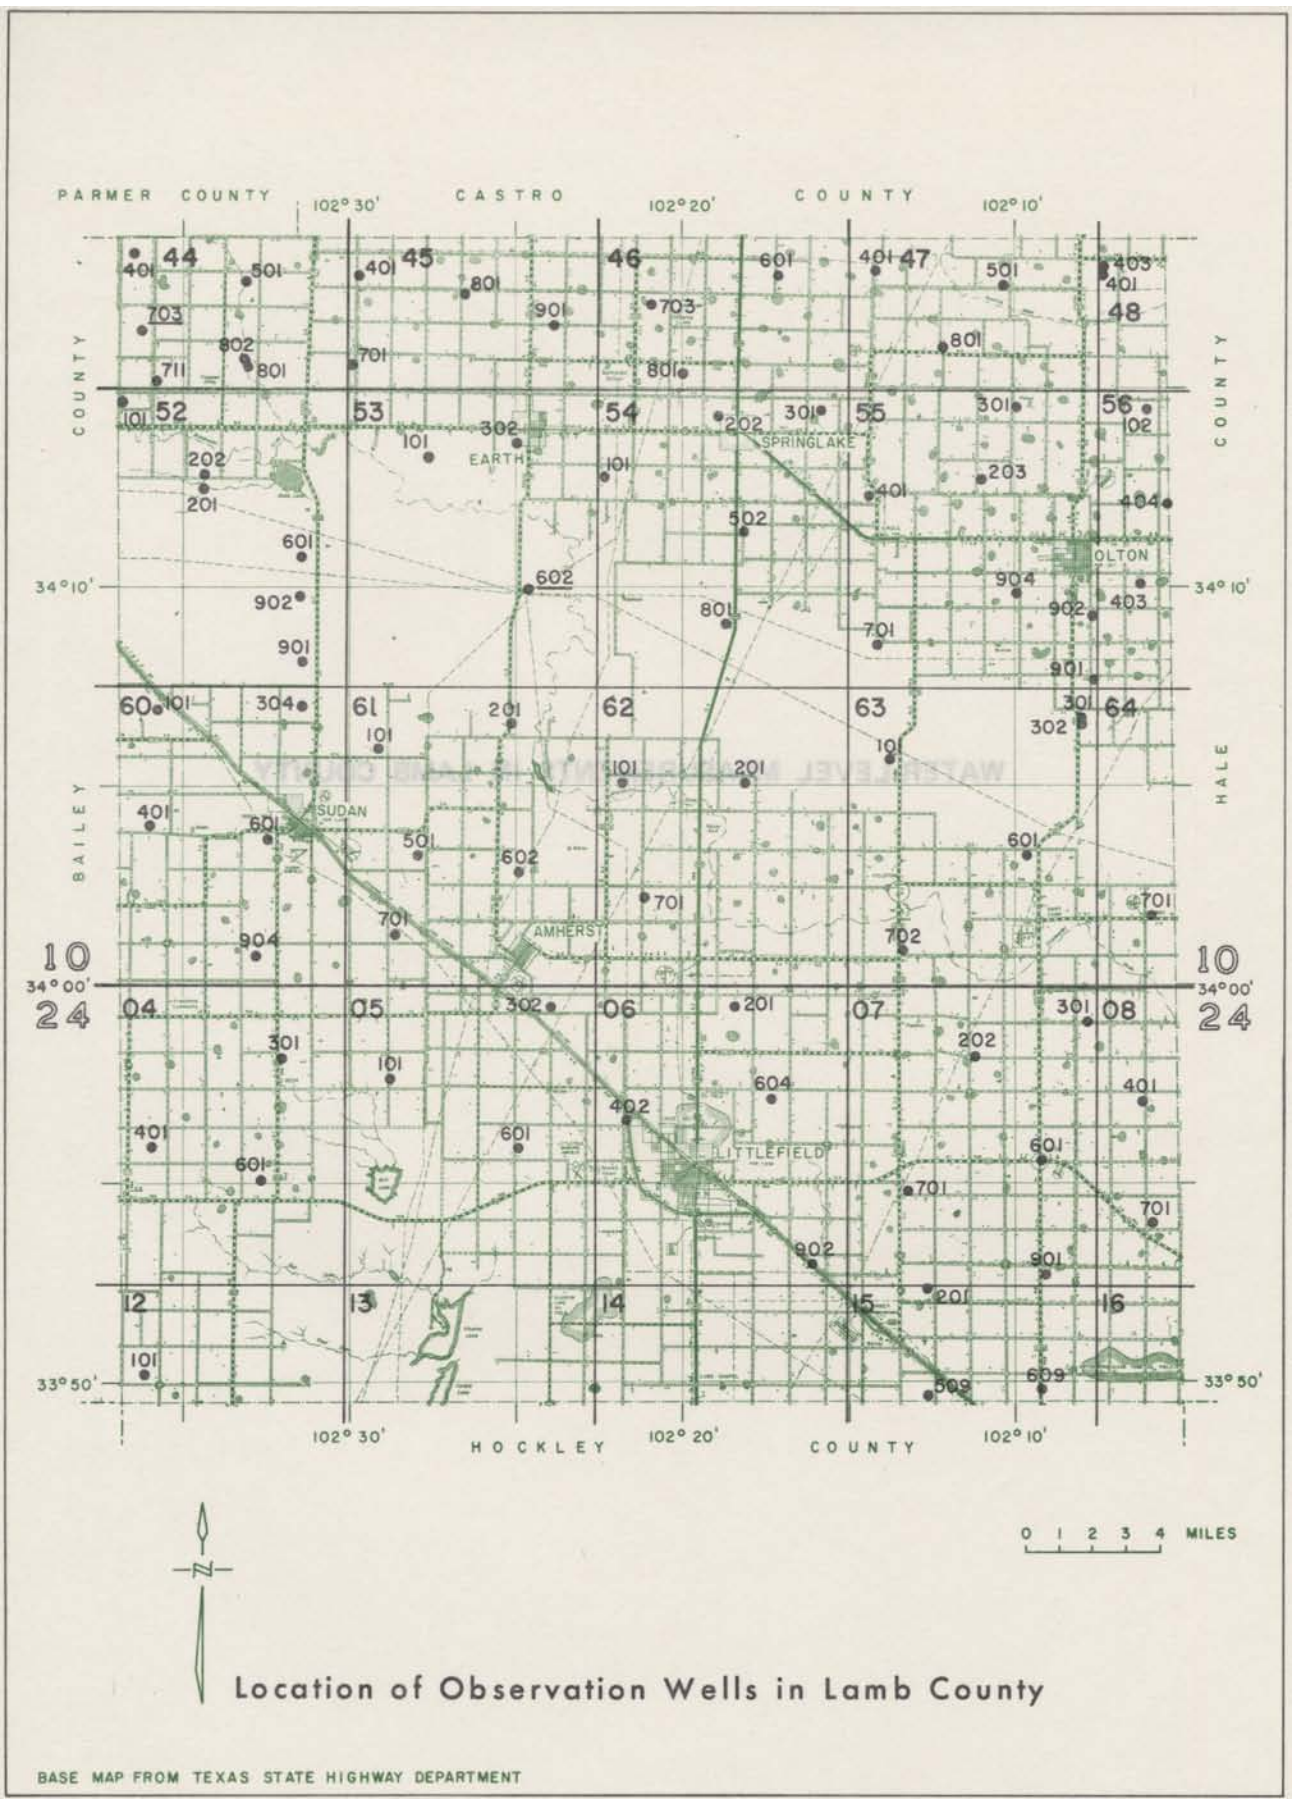 PARMER COUNTY CASTRO COUNTY
102°30' 102°20' 102°10'
44 45 46 601 401 47 403
401 501 401 801 501 401
48
703 901 703
802 801
711 801 701 801
101 52 53 54 202 301 55 301 56
102
101 302 SPRINGLAKE
202 EARTH 101 203
201 401 404
502
601 OLTON
34°10' 602 904 34°10'
902 902 403
801
701
901 901
60 101 304 61 201 62 63 301 64
302
101 101
101 201
WATER LEVEL MEASUREMENTS IN LAMB COUNTY
COUNTY
BAILEY
COUNTY
HALE
401 SUDAN
601 501 602 601
701 701
701 AMHERST
904 702
10 10
34°00' 34°00'
24 04 05 302 06 201 07 301 08 24
301 101 202
604 401
402
401 601 LITTLEFIELD 601
601 701
701
902 901
12 13 14 15 201 16
101
33°50' 509 609 33°50'
102°30' 102°20' 102°10'
HOCKLEY COUNTY
0 1 2 3 4 MILES
N
Location of Observation Wells in Lamb County
BASE MAP FROM TEXAS STATE HIGHWAY DEPARTMENT